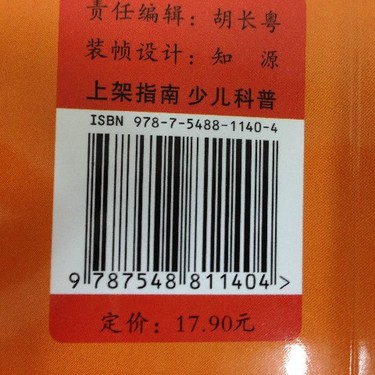 责任编辑：胡长粤
装帧设计：知 源
上架指南 少儿科普
ISBN 978-7-5488-1140-4
9 787548 811404 >
定价：17.90元